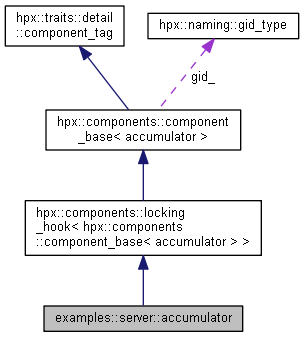 hpx::traits::detail
::component_tag
hpx::naming::gid_type
gid_
hpx::components::component
_base< accumulator >
hpx::components::locking
_hook< hpx::components
::component_base< accumulator > >
examples::server::accumulator